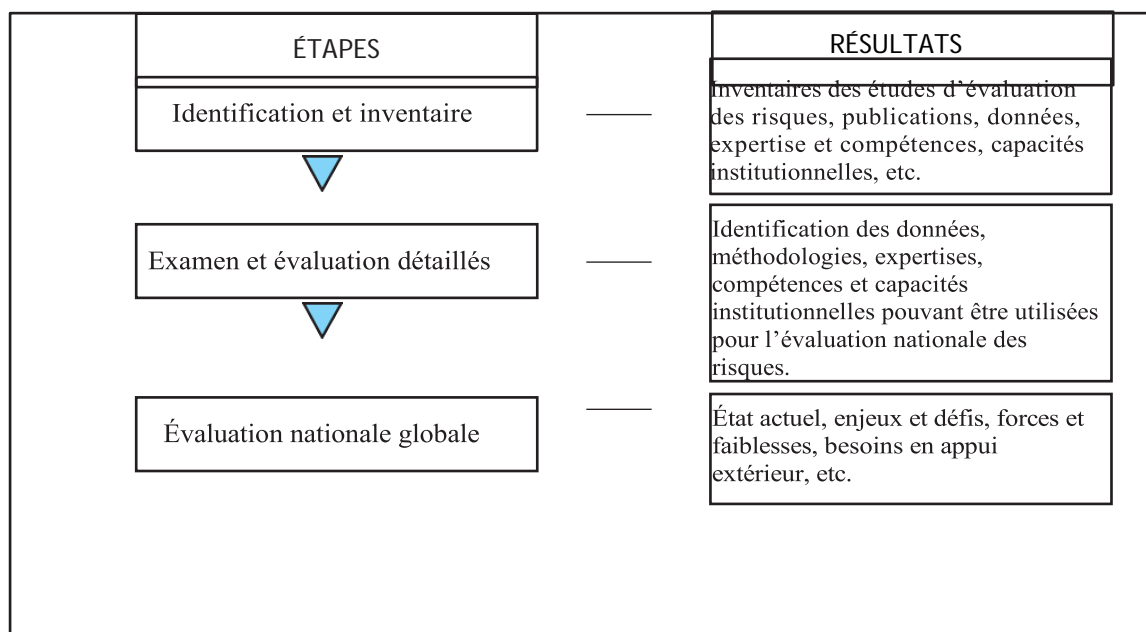 ÉTAPES
RÉSULTATS
Identification et inventaire
Inventaires des études d’évaluation
des risques, publications, données,
expertise et compétences, capacités
institutionnelles, etc.
Examen et évaluation détaillés
Identification des données,
méthodologies, expertises,
compétences et capacités
institutionnelles pouvant être utilisées
pour l’évaluation nationale des
risques.
Évaluation nationale globale
État actuel, enjeux et défis, forces et
faiblesses, besoins en appui
extérieur, etc.